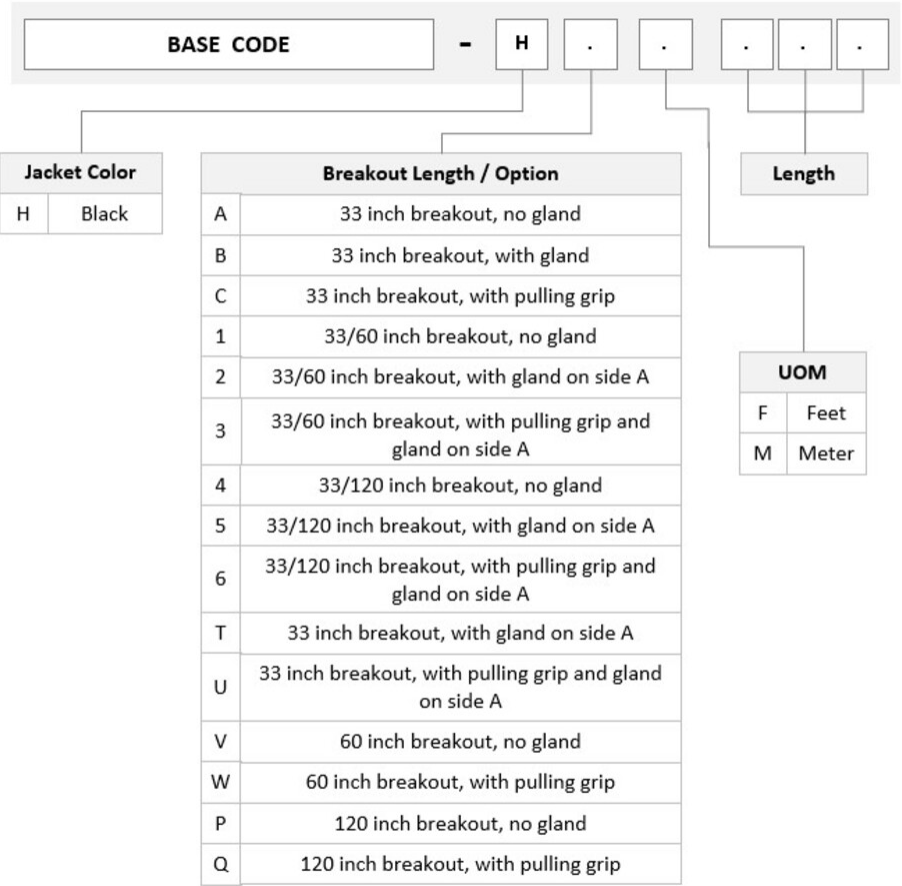 BASE CODE - H . . . . .
Jacket Color
H Black
Breakout Length / Option
A 33 inch breakout, no gland
B 33 inch breakout, with gland
C 33 inch breakout, with pulling grip
1 33/60 inch breakout, no gland
2 33/60 inch breakout, with gland on side A
3 33/60 inch breakout, with pulling grip and
gland on side A
4 33/120 inch breakout, no gland
5 33/120 inch breakout, with gland on side A
6 33/120 inch breakout, with pulling grip and
gland on side A
T 33 inch breakout, with gland on side A
U 33 inch breakout, with pulling grip and gland
on side A
V 60 inch breakout, no gland
W 60 inch breakout, with pulling grip
P 120 inch breakout, no gland
Q 120 inch breakout, with pulling grip
Length
UOM
F Feet
M Meter